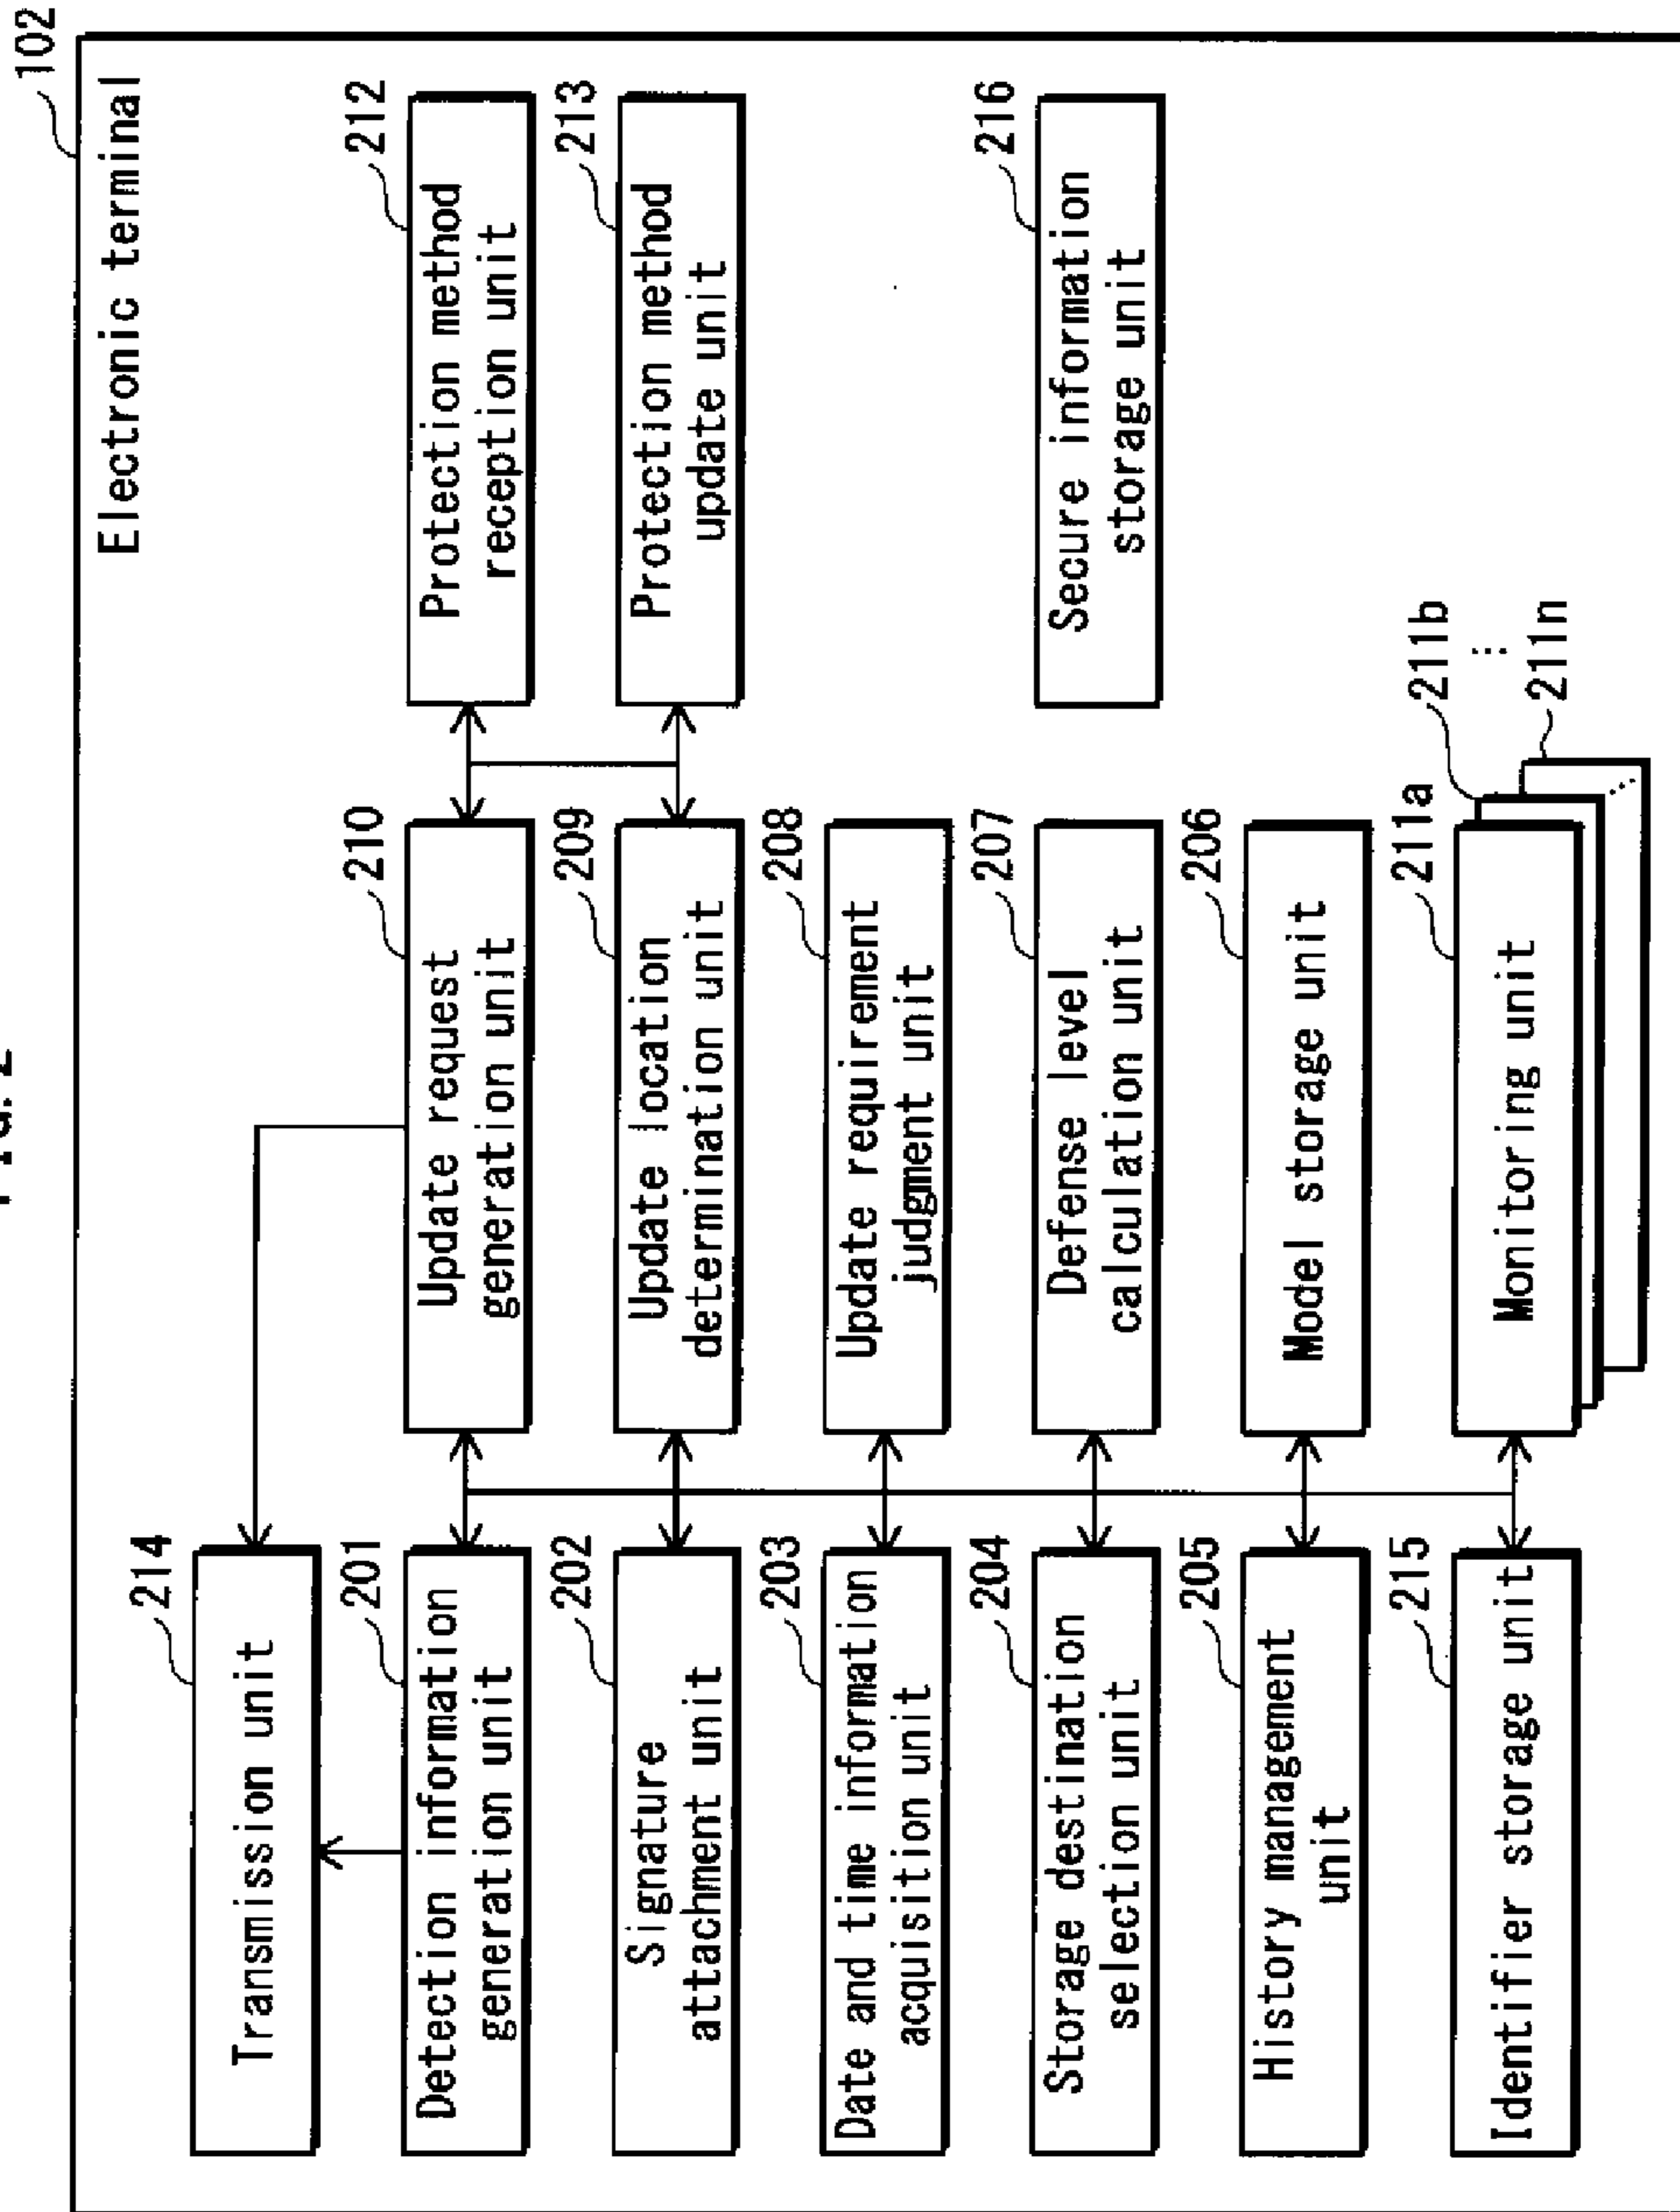 FIG. 2
102
Electronic terminal
214
Transmission unit
201
Detection information
generation unit
210
Update request
generation unit
212
Protection method
reception unit
202
Signature
attachment unit
209
Update location
determination unit
213
Protection method
update unit
203
Date and time information
acquisition unit
208
Update requirement
judgment unit
204
Storage destination
selection unit
207
Defense level
calculation unit
216
Secure information
storage unit
205
History management
unit
206
Model storage unit
215
Identifier storage unit
211a
Monitoring unit
211b
⋮
211n